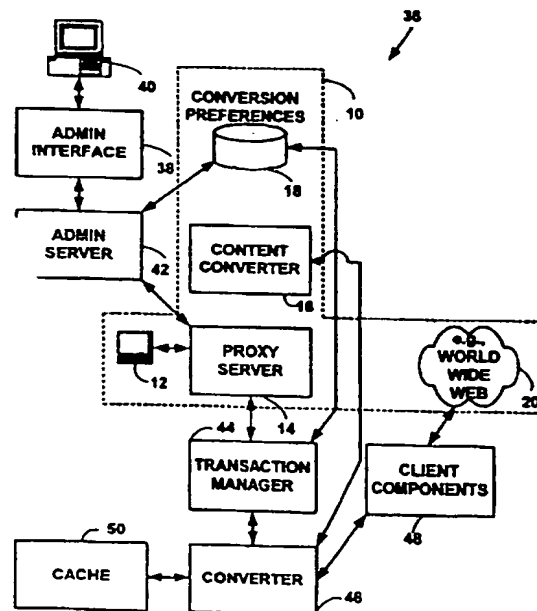 36
40
CONVERSION
PREFERENCES
10
ADMIN
INTERFACE
38
18
ADMIN
SERVER
42
CONTENT
CONVERTER
16
e.g.,
WORLD
WIDE
WEB
20
12
PROXY
SERVER
14
44
TRANSACTION
MANAGER
CLIENT
COMPONENTS
48
50
CACHE
CONVERTER
46